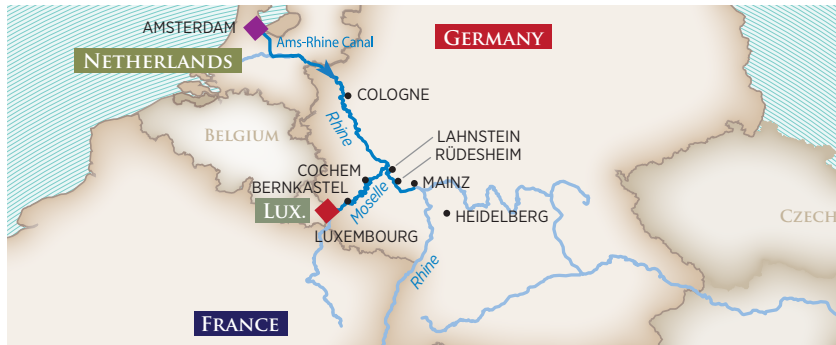 AMSTERDAM
Ams-Rhine Canal
GERMANY
NETHERLANDS
COLOGNE
Rhine
BELGIUM
LAHNSTEIN
RÜDESHEIM
COCHEM
MAINZ
BERNKASTEL
Moselle
LUX.
HEIDELBERG
CZECH
LUXEMBOURG
Rhine
FRANCE